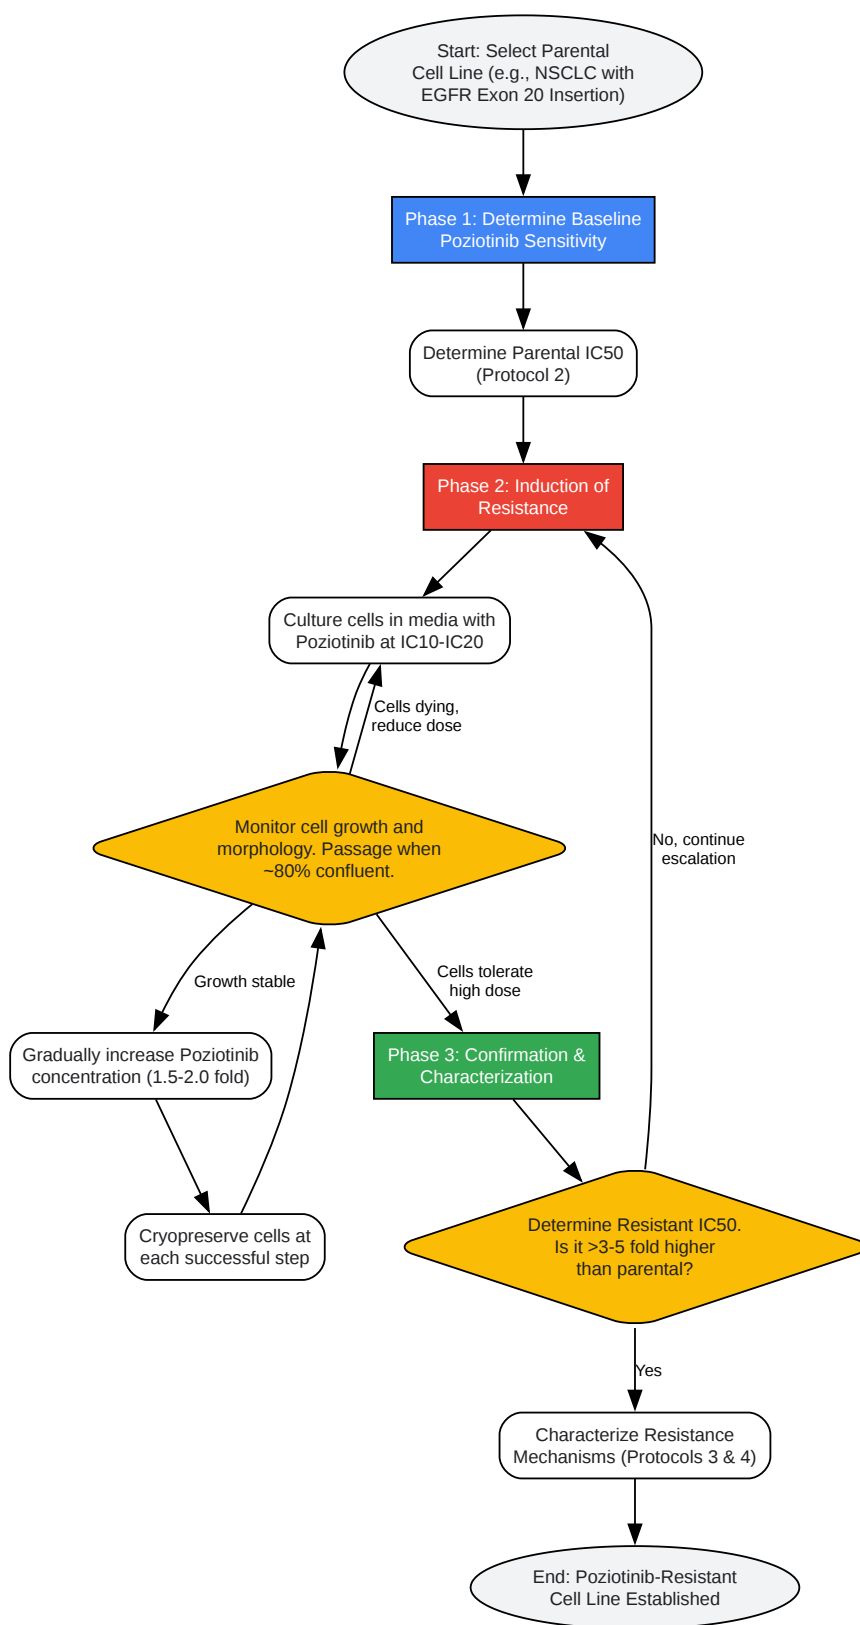 Start: Select Parental
Cell Line (e.g., NSCLC with
EGFR Exon 20 Insertion)
Phase 1: Determine Baseline
Poziotinib Sensitivity
Determine Parental IC50
(Protocol 2)
Phase 2: Induction of
Resistance
Culture cells in media with
Poziotinib at IC10-IC20
Cells dying,
reduce dose
Monitor cell growth and
morphology. Passage when
~80% confluent.
No, continue
escalation
Growth stable
Cells tolerate
high dose
Gradually increase Poziotinib
concentration (1.5-2.0 fold)
Phase 3: Confirmation &
Characterization
Cryopreserve cells at
each successful step
Determine Resistant IC50.
Is it >3-5 fold higher
than parental?
Yes
Characterize Resistance
Mechanisms (Protocols 3 & 4)
End: Poziotinib-Resistant
Cell Line Established